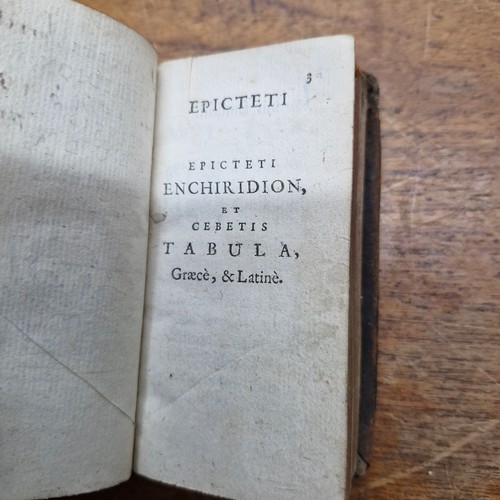 3
EPICTETI
EPICTETI
ENCHIRIDION,
ET
CEBETIS
TABULA,
Græcè, & Latinè.